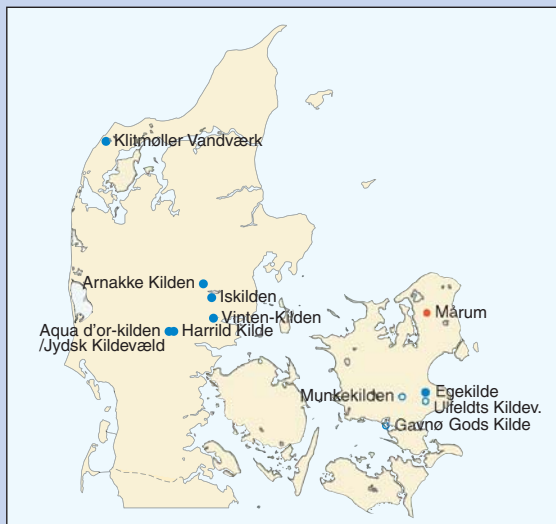 Klitmøller Vandværk
Arnakke Kilden
Iskilden
Vinten-Kilden
Aqua d'or-kilden
/Jydsk Kildevæld
Harrild Kilde
Mårum
Egekilde
Munkekilden
Ulfeldts Kildev.
Gavnø Gods Kilde